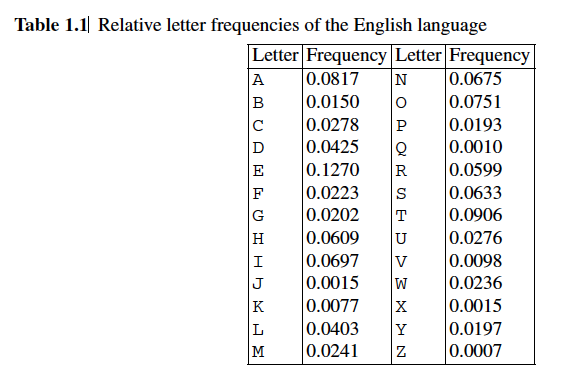 Table 1.1 Relative letter frequencies of the English language
Letter Frequency Letter Frequency
A 0.0817 N 0.0675
B 0.0150 O 0.0751
C 0.0278 P 0.0193
D 0.0425 Q 0.0010
E 0.1270 R 0.0599
F 0.0223 S 0.0633
G 0.0202 T 0.0906
H 0.0609 U 0.0276
I 0.0697 V 0.0098
J 0.0015 W 0.0236
K 0.0077 X 0.0015
L 0.0403 Y 0.0197
M 0.0241 Z 0.0007